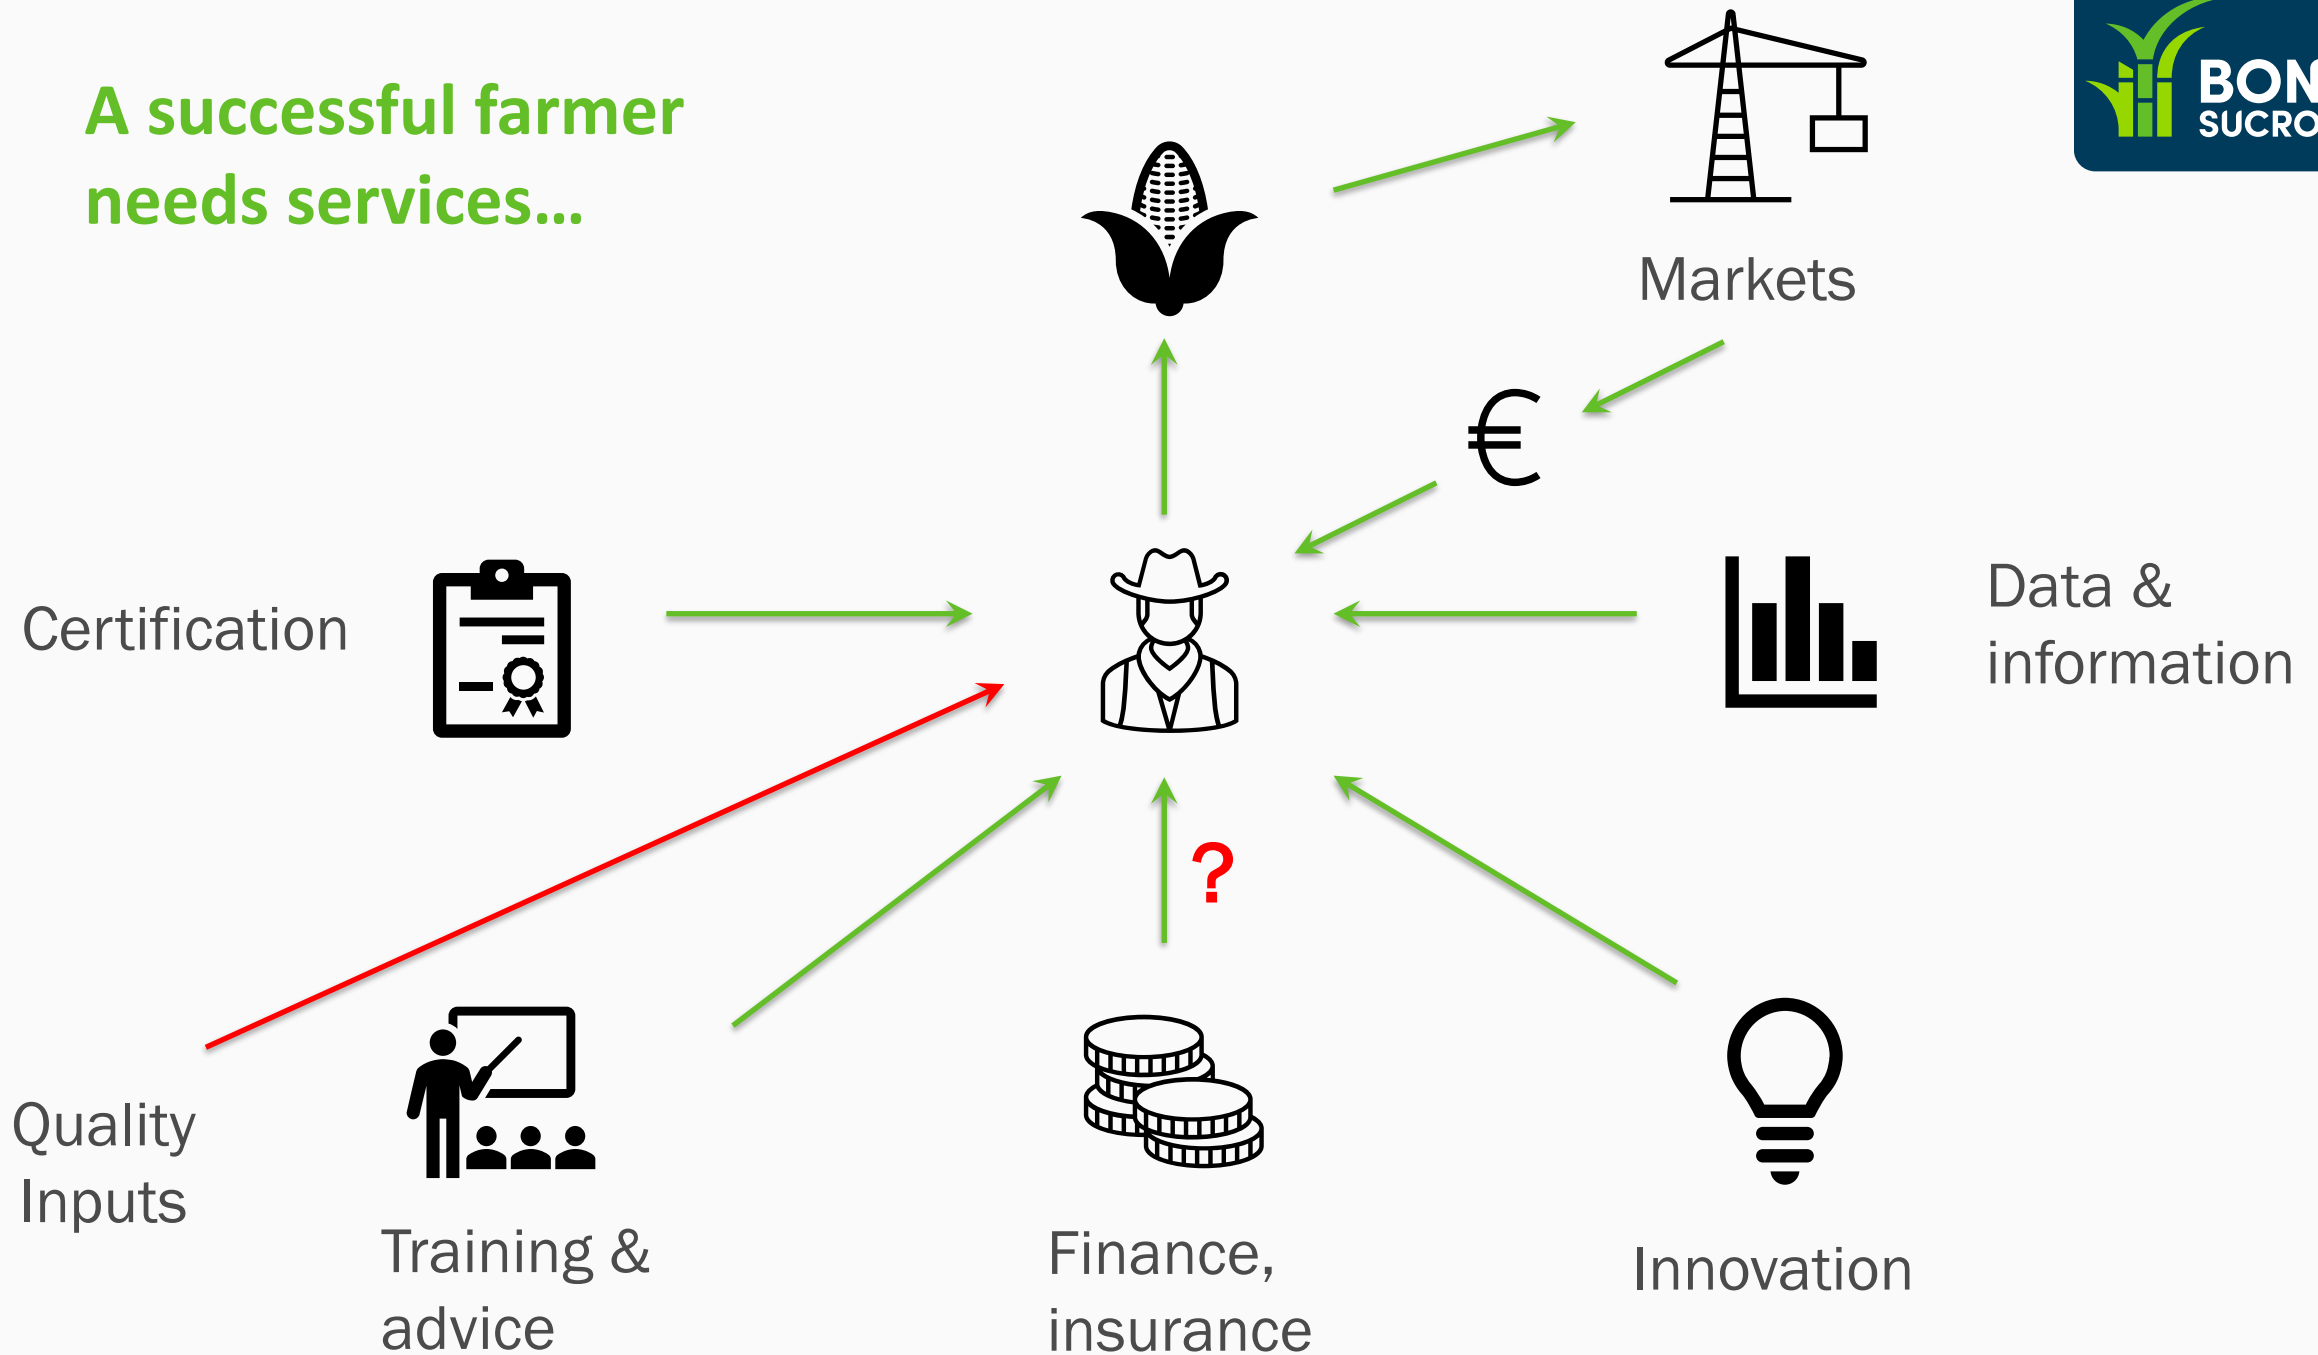 A successful farmer
needs services...
BON
SUCRO
Markets
€
Certification
Data &
information
?
Quality
Inputs
Training &
advice
Finance,
insurance
Innovation